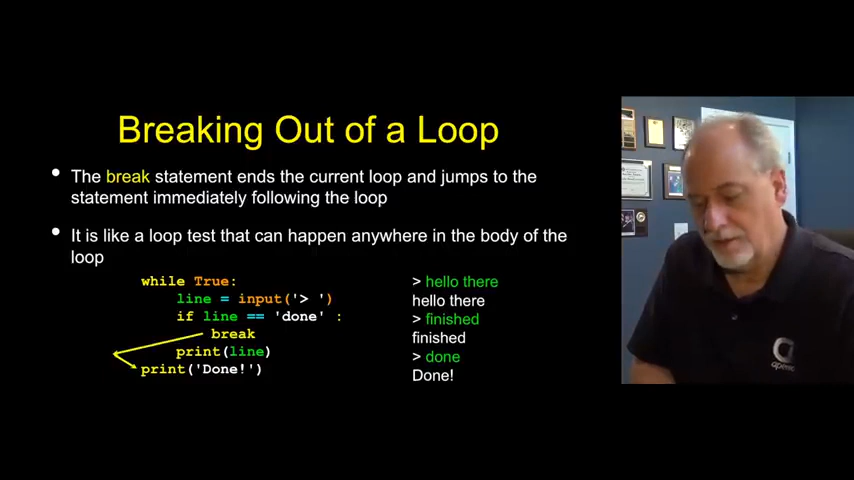 Breaking Out of a Loop
• The break statement ends the current loop and jumps to the
statement immediately following the loop
• It is like a loop test that can happen anywhere in the body of the
loop
while True:
line = input('> ')
if line == 'done' :
break
print(line)
print('Done!')
> hello there
hello there
> finished
finished
> done
Done!